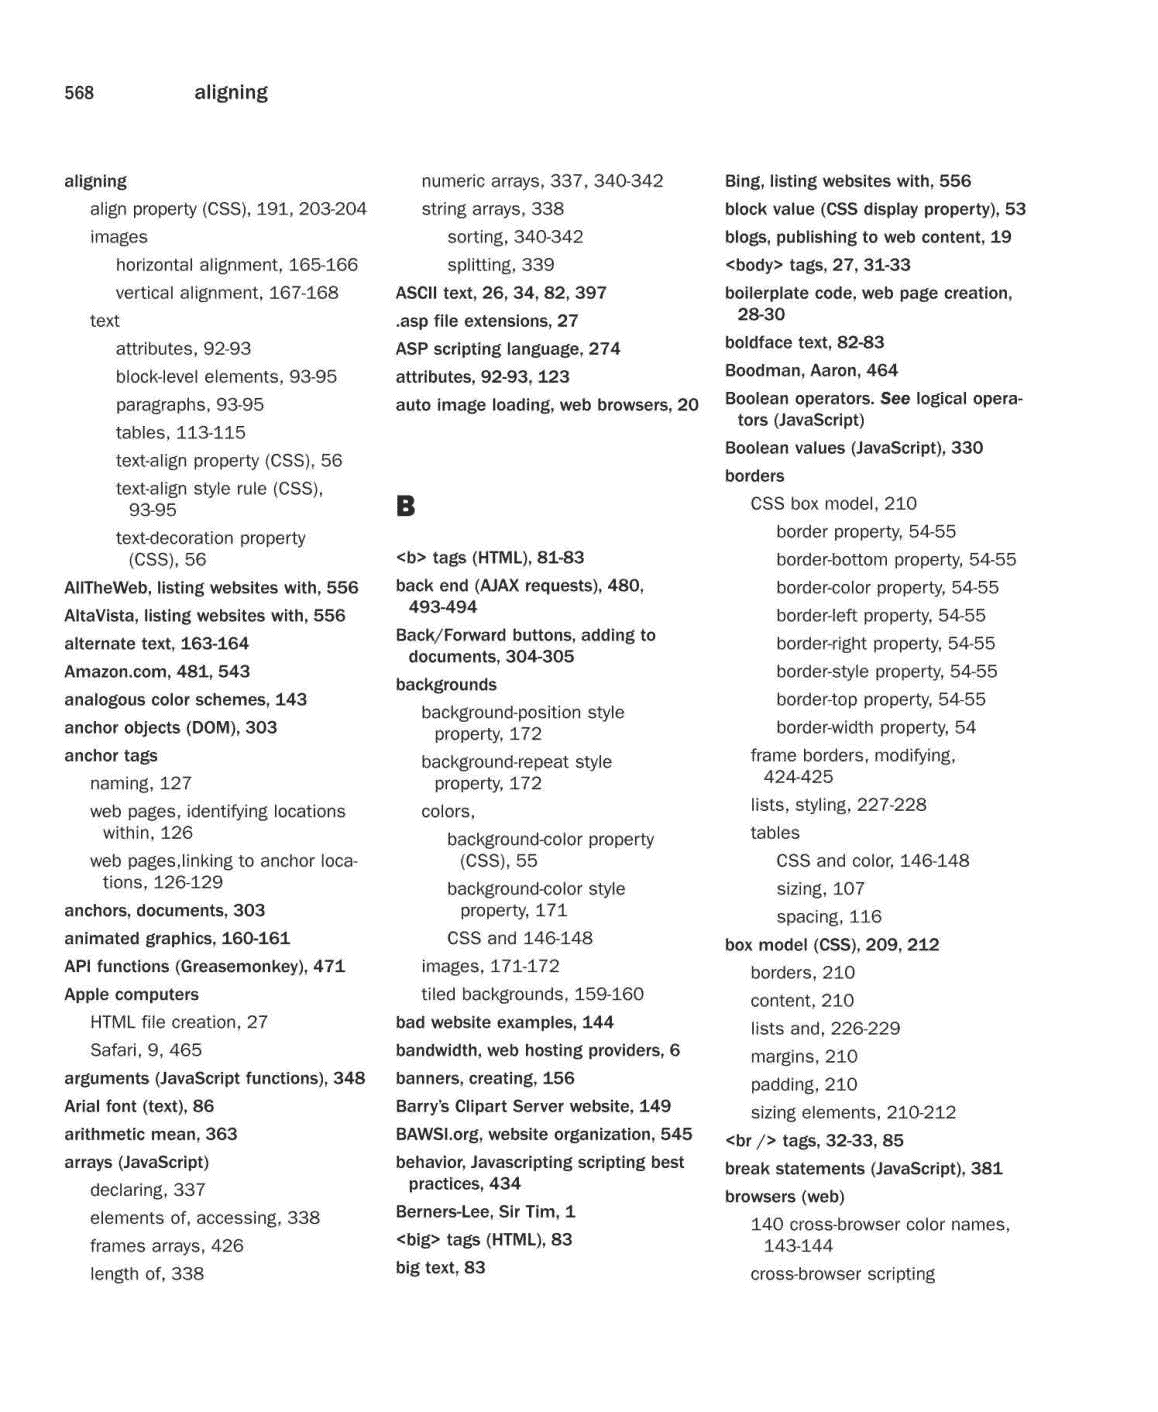 568 aligning
aligning
align property (CSS), 191, 203-204
images
horizontal alignment, 165-166
vertical alignment, 167-168
text
attributes, 92-93
block-level elements, 93-95
paragraphs, 93-95
tables, 113-115
text-align property (CSS), 56
text-align style rule (CSS),
93-95
text-decoration property
(CSS), 56
AllTheWeb, listing websites with, 556
AltaVista, listing websites with, 556
alternate text, 163-164
Amazon.com, 481, 543
analogous color schemes, 143
anchor objects (DOM), 303
anchor tags
naming, 127
web pages, identifying locations
within, 126
web pages,linking to anchor loca-
tions, 126-129
anchors, documents, 303
animated graphics, 160-161
API functions (Greasemonkey), 471
Apple computers
HTML file creation, 27
Safari, 9, 465
arguments (JavaScript functions), 348
Arial font (text), 86
arithmetic mean, 363
arrays (JavaScript)
declaring, 337
elements of, accessing, 338
frames arrays, 426
length of, 338
numeric arrays, 337, 340-342
string arrays, 338
sorting, 340-342
splitting, 339
ASCII text, 26, 34, 82, 397
.asp file extensions, 27
ASP scripting language, 274
attributes, 92-93, 123
auto image loading, web browsers, 20
B
<b> tags (HTML), 81-83
back end (AJAX requests), 480,
493-494
Back/Forward buttons, adding to
documents, 304-305
backgrounds
background-position style
property, 172
background-repeat style
property, 172
colors,
background-color property
(CSS), 55
background-color style
property, 171
CSS and 146-148
images, 171-172
tiled backgrounds, 159-160
bad website examples, 144
bandwidth, web hosting providers, 6
banners, creating, 156
Barry's Clipart Server website, 149
BAWSI.org, website organization, 545
behavior, Javascripting scripting best
practices, 434
Berners-Lee, Sir Tim, 1
<big> tags (HTML), 83
big text, 83
Bing, listing websites with, 556
block value (CSS display property), 53
blogs, publishing to web content, 19
<body> tags, 27, 31-33
boilerplate code, web page creation,
28-30
boldface text, 82-83
Boodman, Aaron, 464
Boolean operators. See logical opera-
tors (JavaScript)
Boolean values (JavaScript), 330
borders
CSS box model, 210
border property, 54-55
border-bottom property, 54-55
border-color property, 54-55
border-left property, 54-55
border-right property, 54-55
border-style property, 54-55
border-top property, 54-55
border-width property, 54
frame borders, modifying,
424-425
lists, styling, 227-228
tables
CSS and color, 146-148
sizing, 107
spacing, 116
box model (CSS), 209, 212
borders, 210
content, 210
lists and, 226-229
margins, 210
padding, 210
sizing elements, 210-212
<br /> tags, 32-33, 85
break statements (JavaScript), 381
browsers (web)
140 cross-browser color names,
143-144
cross-browser scripting